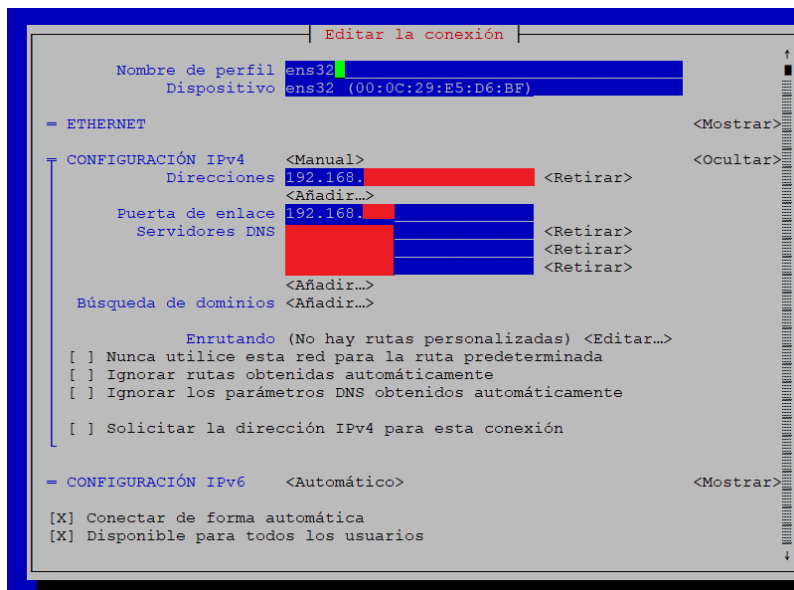 Editar la conexión
Nombre de perfil ens32
Dispositivo ens32 (00:0C:29:E5:D6:BF)
= ETHERNET <Mostrar>
= CONFIGURACIÓN IPv4 <Manual> <Ocultar>
Direcciones 192.168. <Retirar>
<Añadir…>
Puerta de enlace 192.168.
Servidores DNS <Retirar>
<Retirar>
<Retirar>
<Añadir…>
Búsqueda de dominios <Añadir…>
Enrutando (No hay rutas personalizadas) <Editar…>
[ ] Nunca utilice esta red para la ruta predeterminada
[ ] Ignorar rutas obtenidas automáticamente
[ ] Ignorar los parámetros DNS obtenidos automáticamente
[ ] Solicitar la dirección IPv4 para esta conexión
= CONFIGURACIÓN IPv6 <Automático> <Mostrar>
[X] Conectar de forma automática
[X] Disponible para todos los usuarios